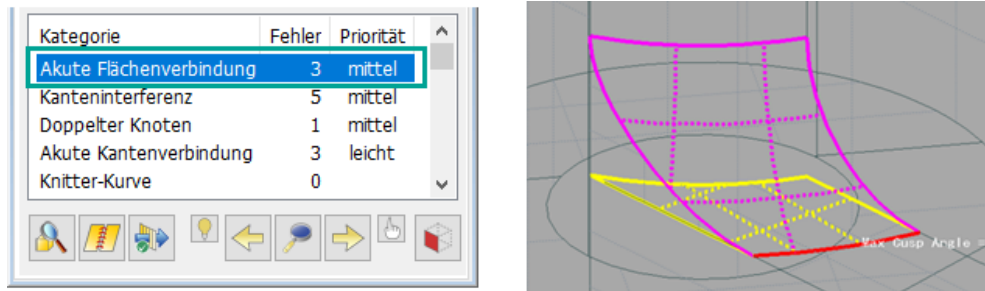 Kategorie Fehler Priorität
Akute Flächenverbindung 3 mittel
Kanteninterferenz 5 mittel
Doppelter Knoten 1 mittel
Akute Kantenverbindung 3 leicht
Knitter-Kurve 0
Max Cusp Angle =